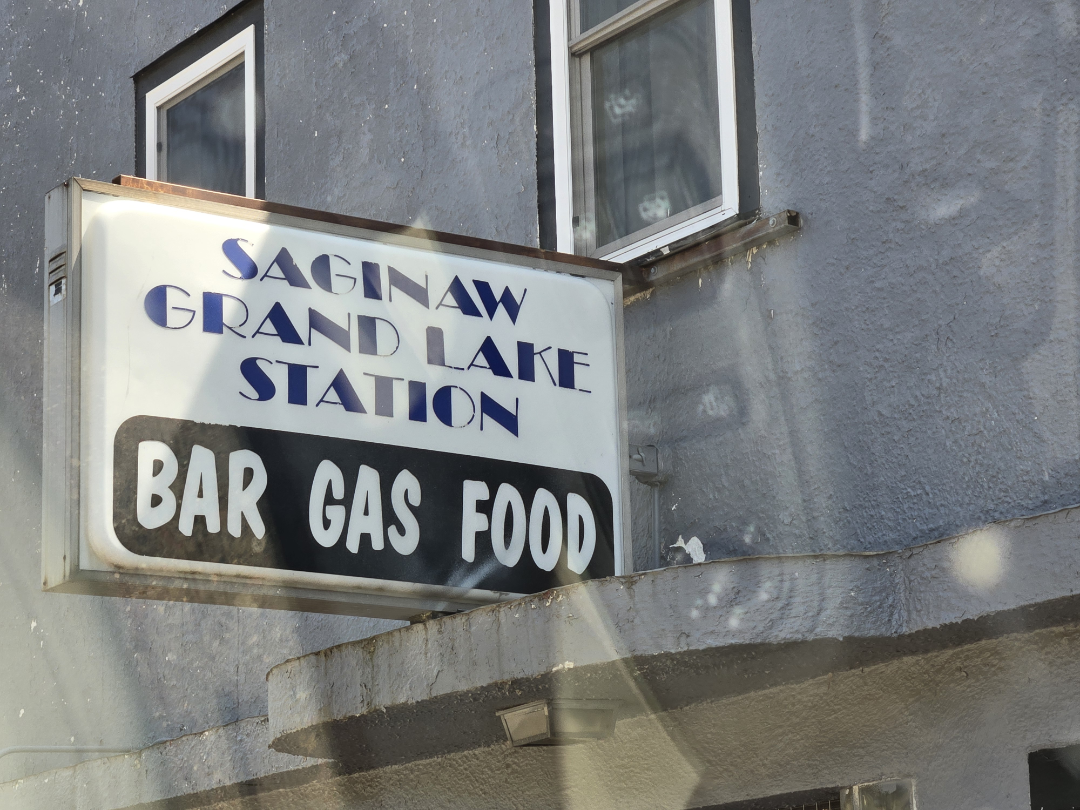 SAGINAW
GRAND LAKE
STATION
BAR GAS FOOD